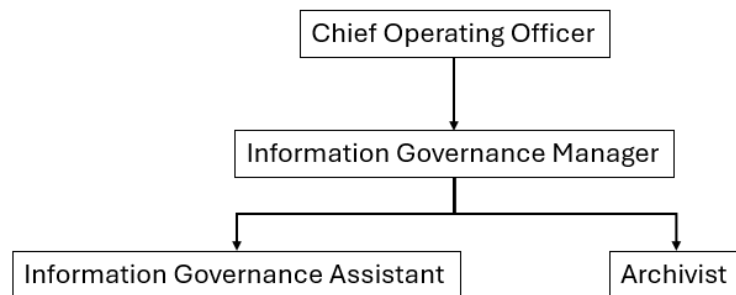 Chief Operating Officer
Information Governance Manager
Information Governance Assistant
Archivist